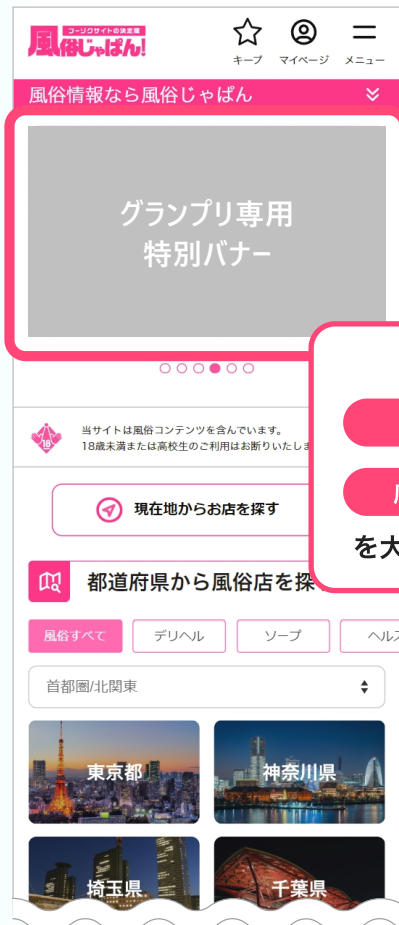 フーゾクサイトの決定版
風俗じゃぱん!
キープ
マイページ
メニュー
風俗情報なら風俗じゃぱん
グランプリ専用
特別バナー
18
当サイトは風俗コンテンツを含んでいます。
18歳未満または高校生のご利用はお断りいたしま
現在地からお店を探す
を大
都道府県から風俗店を探
風俗すべて
デリヘル
ソープ
ヘルス
首都圏/北関東
東京都
神奈川県
埼玉県
千葉県